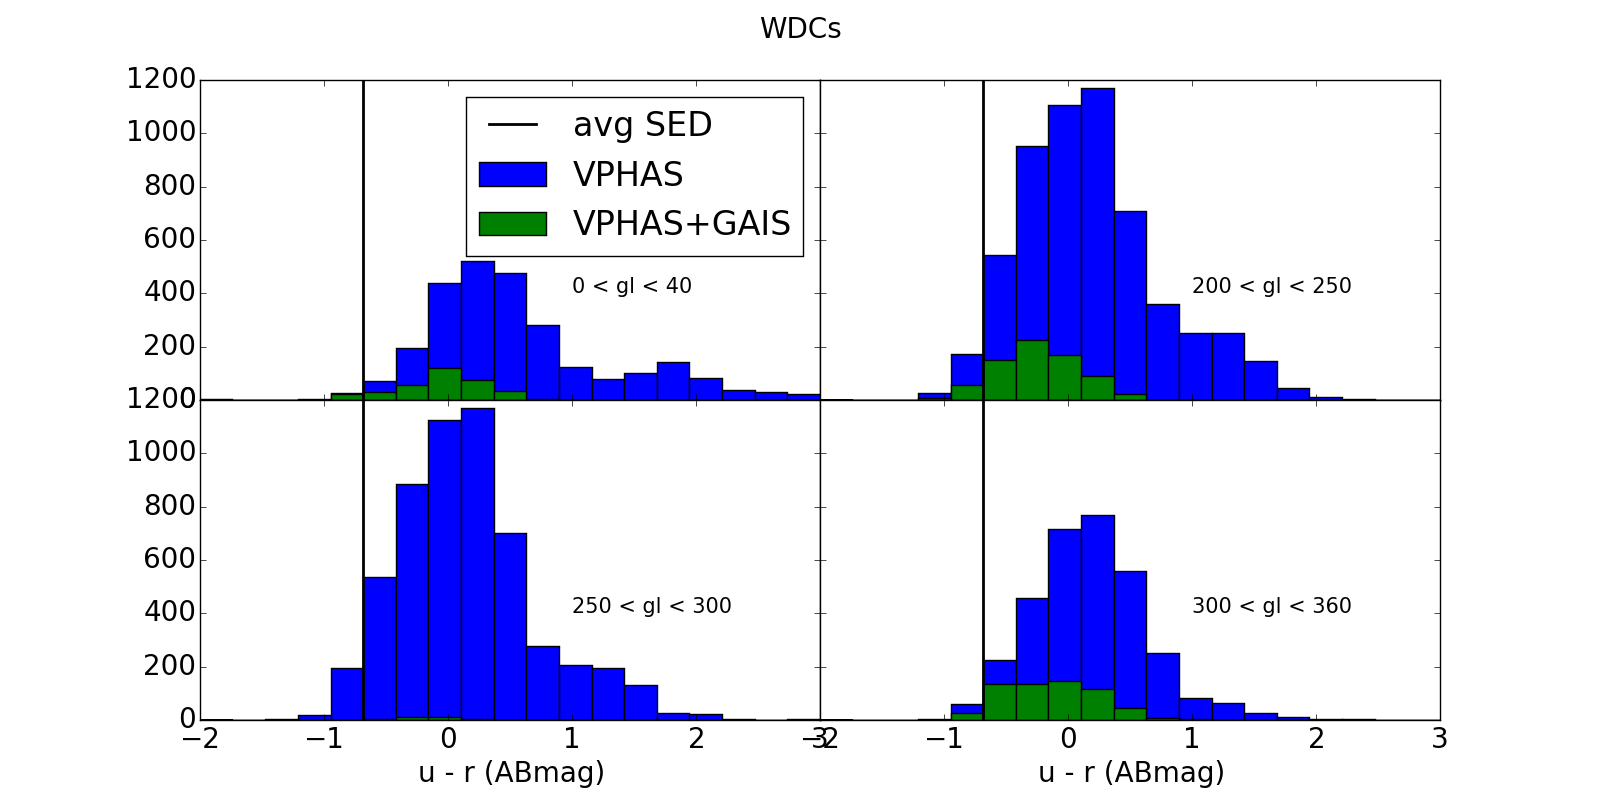 WDCs
1200
1000
800
600
400
200
avg SED
VPHAS
VPHAS+GAIS
0 < gl < 40
200 < gl < 250
1200
1000
800
600
400
200
0
250 < gl < 300
300 < gl < 360
−2 −1 0 1 2 3
−2 −1 0 1 2 3
u - r (ABmag)
u - r (ABmag)